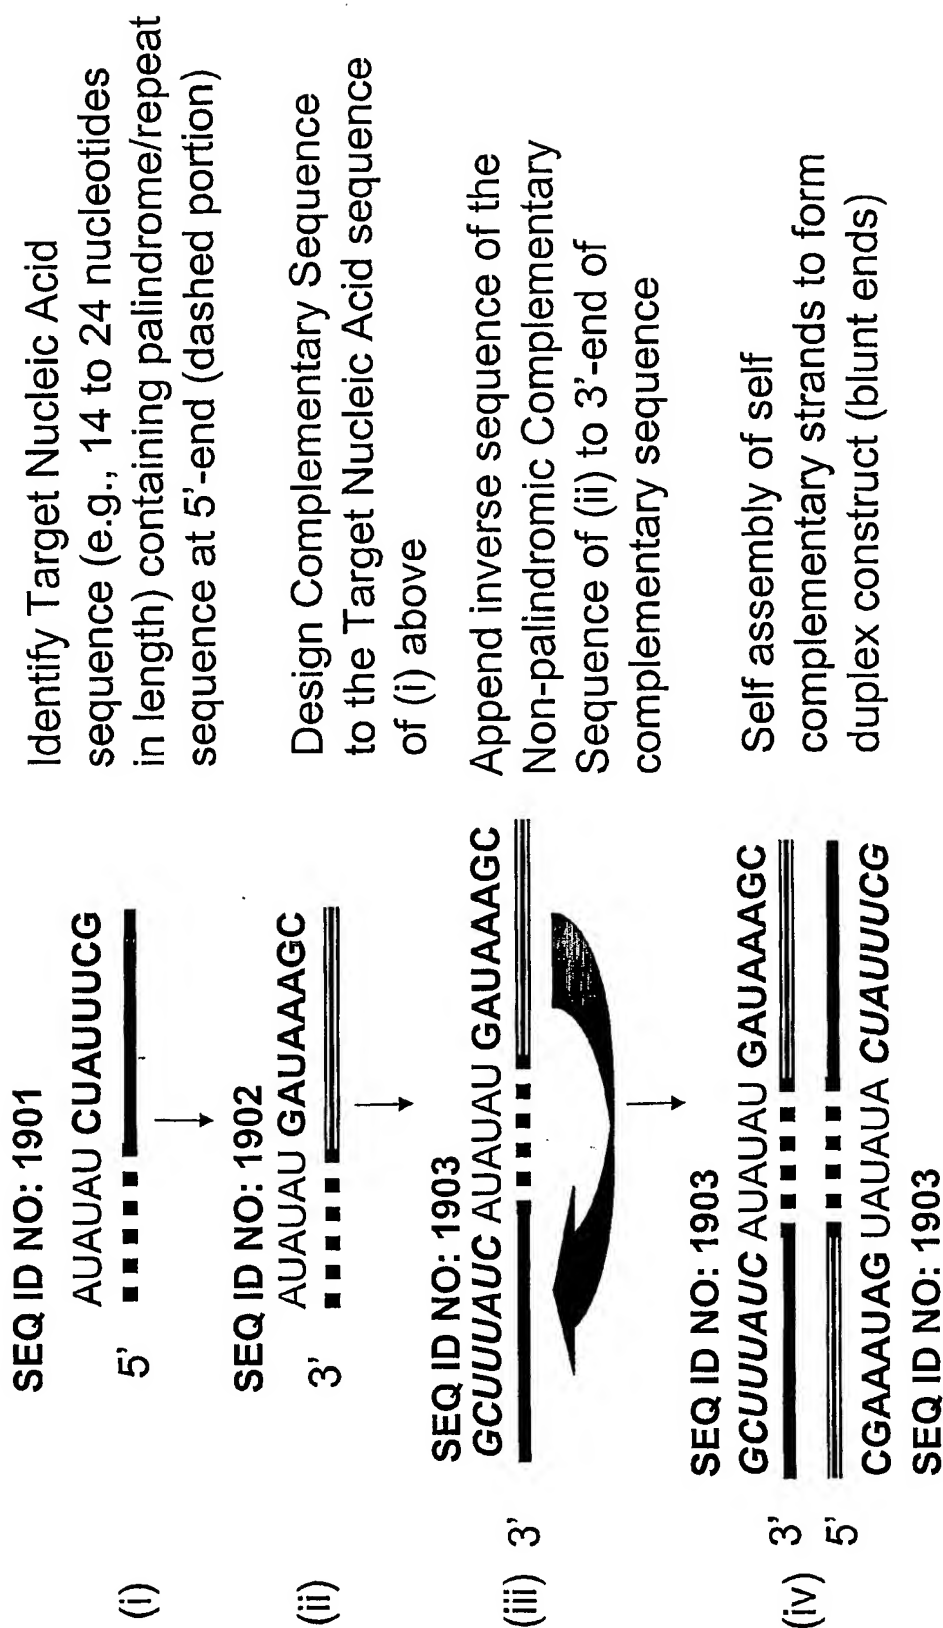 SEQ ID NO: 1901
(i)
AUAUAU CUAUUUCG
5'
Identify Target Nucleic Acid
sequence (e.g., 14 to 24 nucleotides
in length) containing palindrome/repeat
sequence at 5'-end (dashed portion)
SEQ ID NO: 1902
(ii)
AUAUAU GAUAAAGC
3'
Design Complementary Sequence
to the Target Nucleic Acid sequence
of (i) above
SEQ ID NO: 1903
GCUUUAUC AUAUAU GAUAAAGC
(iii) 3'
Append inverse sequence of the
Non-palindromic Complementary
Sequence of (ii) to 3'-end of
complementary sequence
SEQ ID NO: 1903
GCUUUAUC AUAUAU GAUAAAGC
3'
(iv)
5'
CGAAAUAG UAUAUA CUAUUUCG
SEQ ID NO: 1903
Self assembly of self
complementary strands to form
duplex construct (blunt ends)